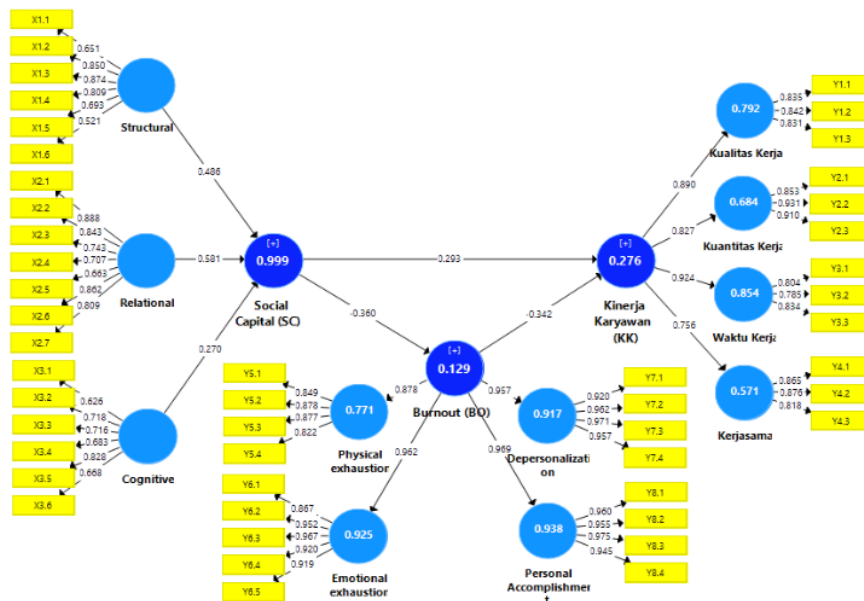 X1.1
X1.2
X1.3
X1.4
X1.5
X1.6
0.651
0.850
0.874
0.809
0.693
0.521
Structural
0.486
X2.1
X2.2
X2.3
X2.4
X2.5
X2.6
X2.7
0.888
0.843
0.743
0.707
0.663
0.862
0.809
Relational
0.581
X3.1
X3.2
X3.3
X3.4
X3.5
X3.6
0.626
0.718
0.716
0.683
0.828
0.668
Cognitive
0.270
[+]
0.999
Social
Capital (SC)
0.293
-0.360
[+]
0.129
Burnout (BO)
-0.342
[+]
0.276
Kinerja
Karyawan
(KK)
0.890
0.827
0.924
0.756
0.792
Kualitas Kerja
0.835
0.842
0.831
Y1.1
Y1.2
Y1.3
0.684
Kuantitas Kerja
0.853
0.931
0.910
Y2.1
Y2.2
Y2.3
0.854
Waktu Kerja
0.804
0.785
0.834
Y3.1
Y3.2
Y3.3
0.571
Kerjasama
0.865
0.876
0.818
Y4.1
Y4.2
Y4.3
Y5.1
Y5.2
Y5.3
Y5.4
0.849
0.878
0.877
0.822
0.771
Physical
exhaustion
0.878
Y6.1
Y6.2
Y6.3
Y6.4
Y6.5
0.867
0.952
0.967
0.920
0.919
0.925
Emotional
exhaustion
0.962
0.957
0.917
Depersonalizati
on
0.920
0.962
0.971
0.957
Y7.1
Y7.2
Y7.3
Y7.4
0.969
0.938
Personal
Accomplishmen
t
0.960
0.955
0.975
0.945
Y8.1
Y8.2
Y8.3
Y8.4